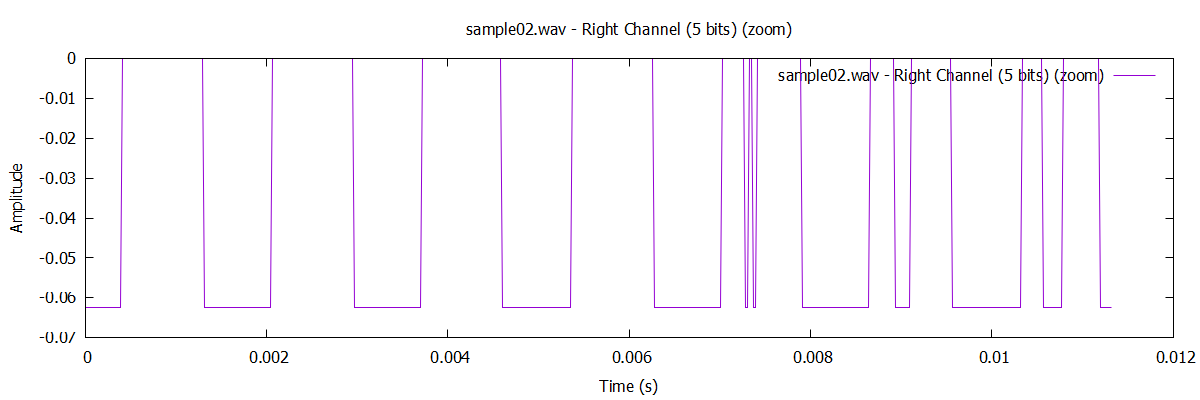 sample02.wav - Right Channel (5 bits) (zoom)
sample02.wav - Right Channel (5 bits) (zoom)
0
-0.01
-0.02
-0.03
-0.04
-0.05
-0.06
-0.07
Amplitude
0 0.002 0.004 0.006 0.008 0.01 0.012
Time (s)